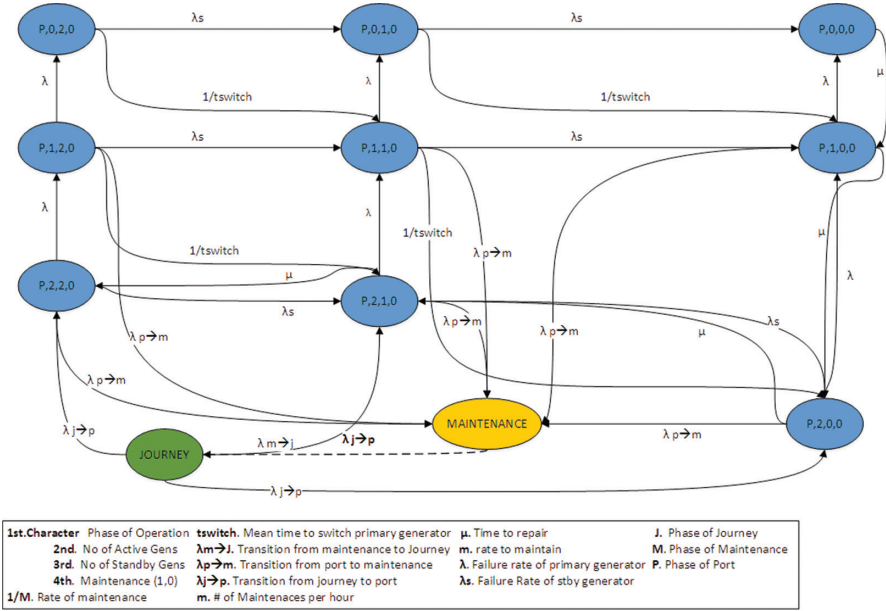 λs
λs
P,0,2,0
P,0,1,0
P,0,0,0
μ
λ
λ
λ
1/tswitch
1/tswitch
λs
λs
P,1,2,0
P,1,1,0
P,1,0,0
λ
λ
1/tswitch
1/tswitch
μ
λ p→m
λ
μ
P,2,2,0
P,2,1,0
λs
λ p→m
λs
λ p→m
λ p→m
μ
λ p→m
MAINTENANCE
P,2,0,0
λ j→p
λ m→j
λ j→p
λ p→m
JOURNEY
λ j→p
1st.Character Phase of Operation tswitch. Mean time to switch primary generator μ. Time to repair J. Phase of Journey
2nd. No of Active Gens λm→J. Transition from maintenance to Journey m. rate to maintain M. Phase of Maintenance
3rd. No of Standby Gens λp→m. Transition from port to maintenance λ. Failure rate of primary generator P. Phase of Port
4th. Maintenance (1,0) λj→p. Transition from journey to port λs. Failure Rate of stby generator
1/M. Rate of maintenance m. # of Maintenaces per hour